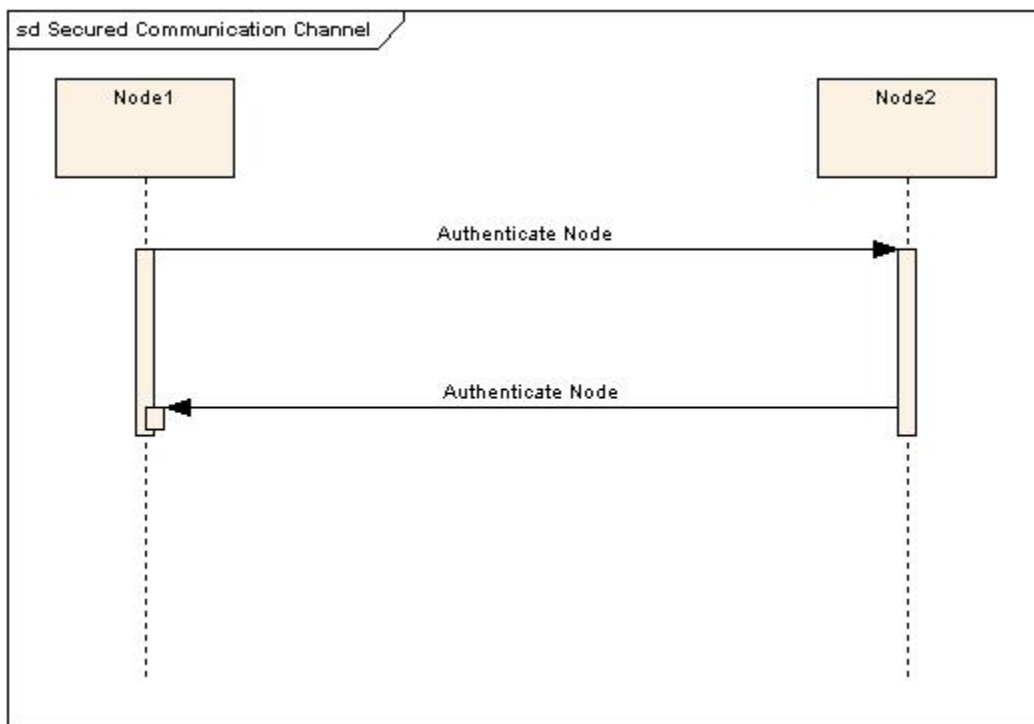 sd Secured Communication Channel
Node1
Node2
Authenticate Node
Authenticate Node